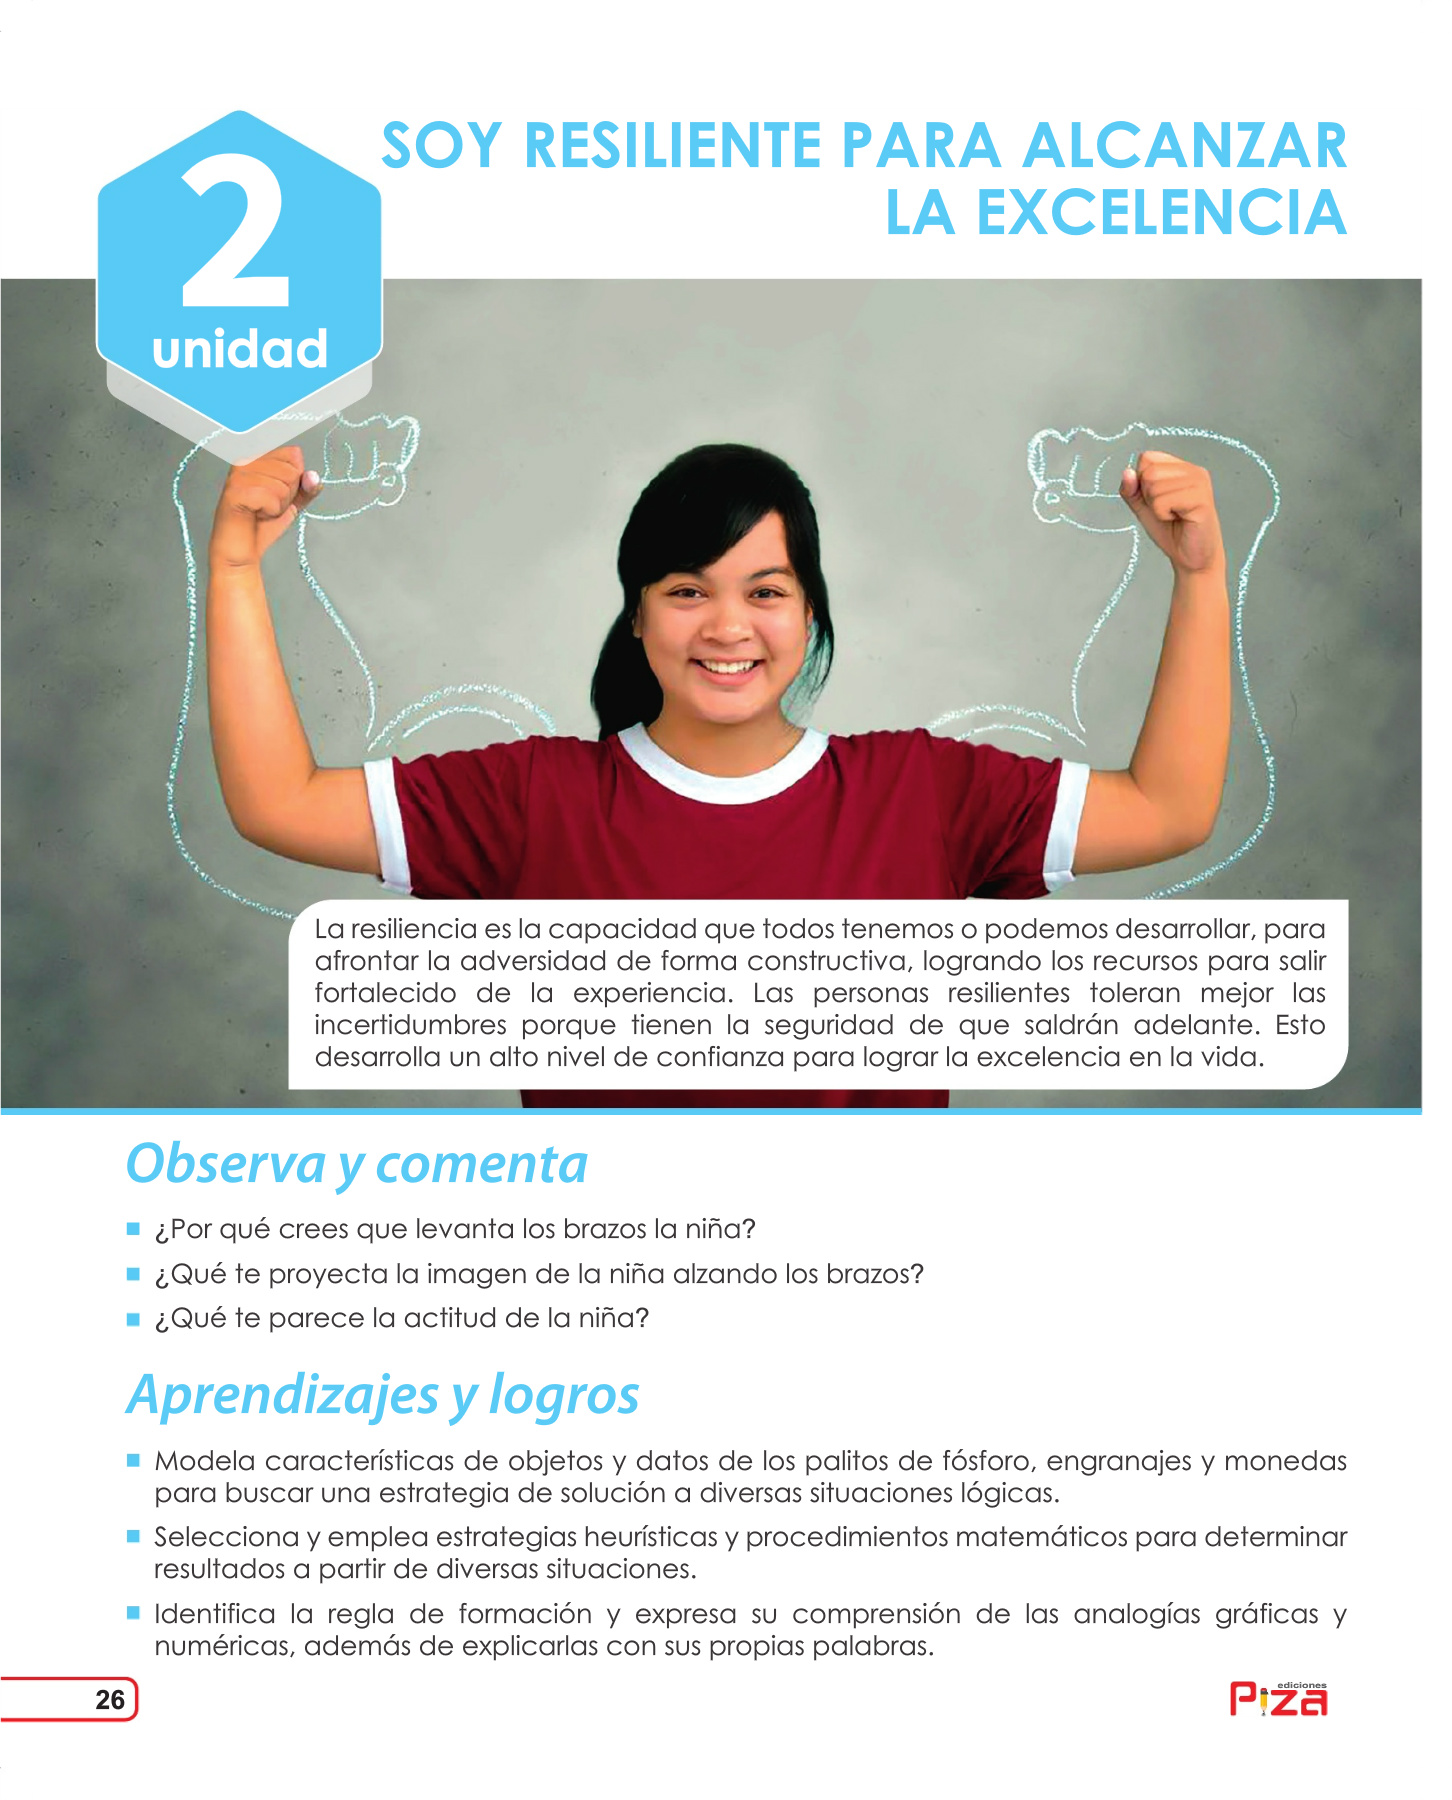 2
unidad
SOY RESILIENTE PARA ALCANZAR
LA EXCELENCIA
La resiliencia es la capacidad que todos tenemos o podemos desarrollar, para
afrontar la adversidad de forma constructiva, logrando los recursos para salir
fortalecido de la experiencia. Las personas resilientes toleran mejor las
incertidumbres porque tienen la seguridad de que saldrán adelante. Esto
desarrolla un alto nivel de confianza para lograr la excelencia en la vida.
Observa y comenta
¿Por qué crees que levanta los brazos la niña?
¿Qué te proyecta la imagen de la niña alzando los brazos?
¿Qué te parece la actitud de la niña?
Aprendizajes y logros
Modela características de objetos y datos de los palitos de fósforo, engranajes y monedas
para buscar una estrategia de solución a diversas situaciones lógicas.
Selecciona y emplea estrategias heurísticas y procedimientos matemáticos para determinar
resultados a partir de diversas situaciones.
Identifica la regla de formación y expresa su comprensión de las analogías gráficas y
numéricas, además de explicarlas con sus propias palabras.
26
ediciones
Piza